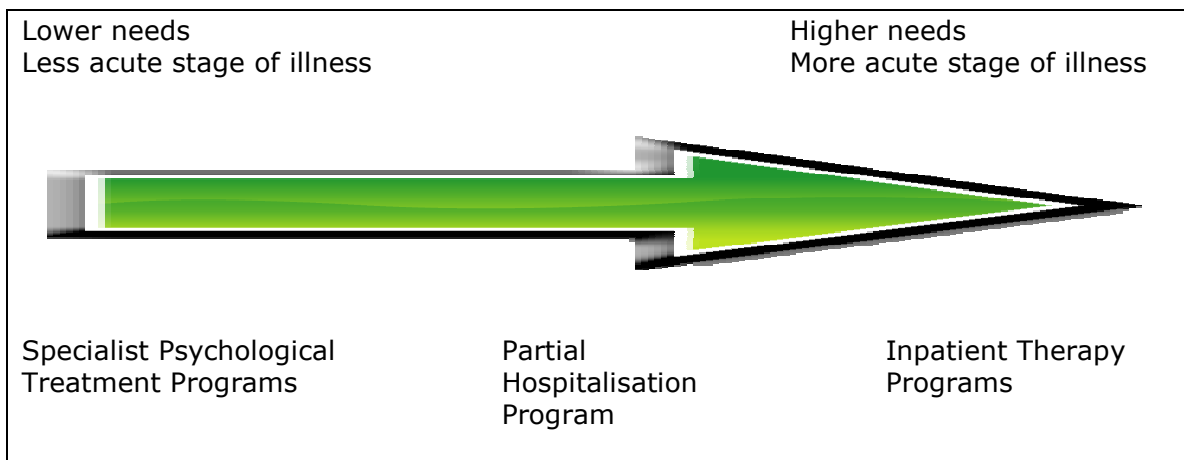 Lower needs
Less acute stage of illness
Higher needs
More acute stage of illness
Specialist Psychological
Treatment Programs
Partial
Hospitalisation
Program
Inpatient Therapy
Programs